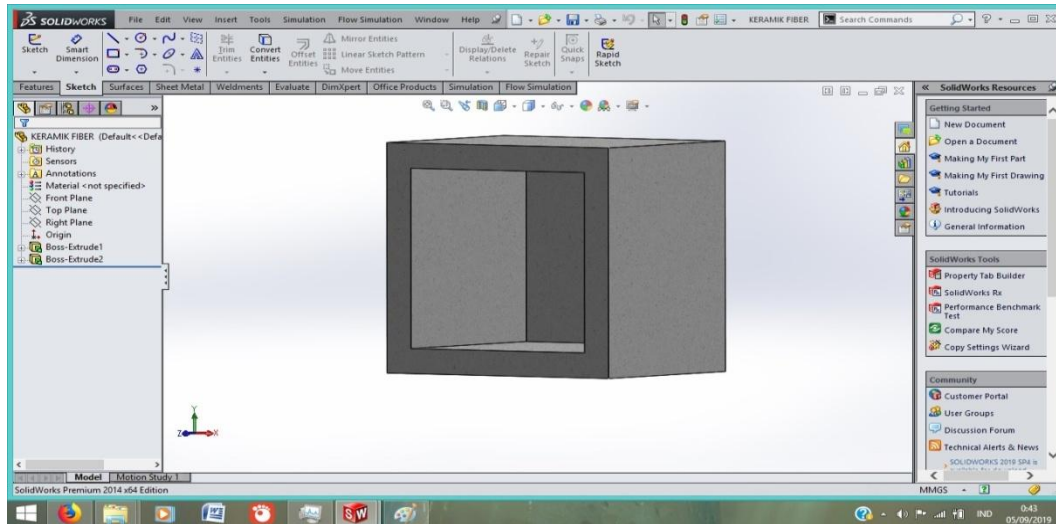 SOLIDWORKS File Edit View Insert Tools Simulation Flow Simulation Window Help KERAMIK FIBER Search Commands
Sketch Smart Dimension Trim Entities Convert Entities Offset Entities Mirror Entities Linear Sketch Pattern Move Entities Display/Delete Relations Repair Sketch Quick Snaps Rapid Sketch
Features Sketch Surfaces Sheet Metal Weldments Evaluate DimXpert Office Products Simulation Flow Simulation
KERAMIK FIBER (Default<<Defa
History
Sensors
Annotations
Material <not specified>
Front Plane
Top Plane
Right Plane
Origin
Boss-Extrude1
Boss-Extrude2
Y
Z X
SolidWorks Resources
Getting Started
New Document
Open a Document
Making My First Part
Making My First Drawing
Tutorials
Introducing SolidWorks
General Information
SolidWorks Tools
Property Tab Builder
SolidWorks Rx
Performance Benchmark
Test
Compare My Score
Copy Settings Wizard
Community
Customer Portal
User Groups
Discussion Forum
Technical Alerts & News
SOLIDWORKS 2019 SP4 is
Model Motion Study 1
SolidWorks Premium 2014 x64 Edition MMGS
IND 0:43
05/09/2019